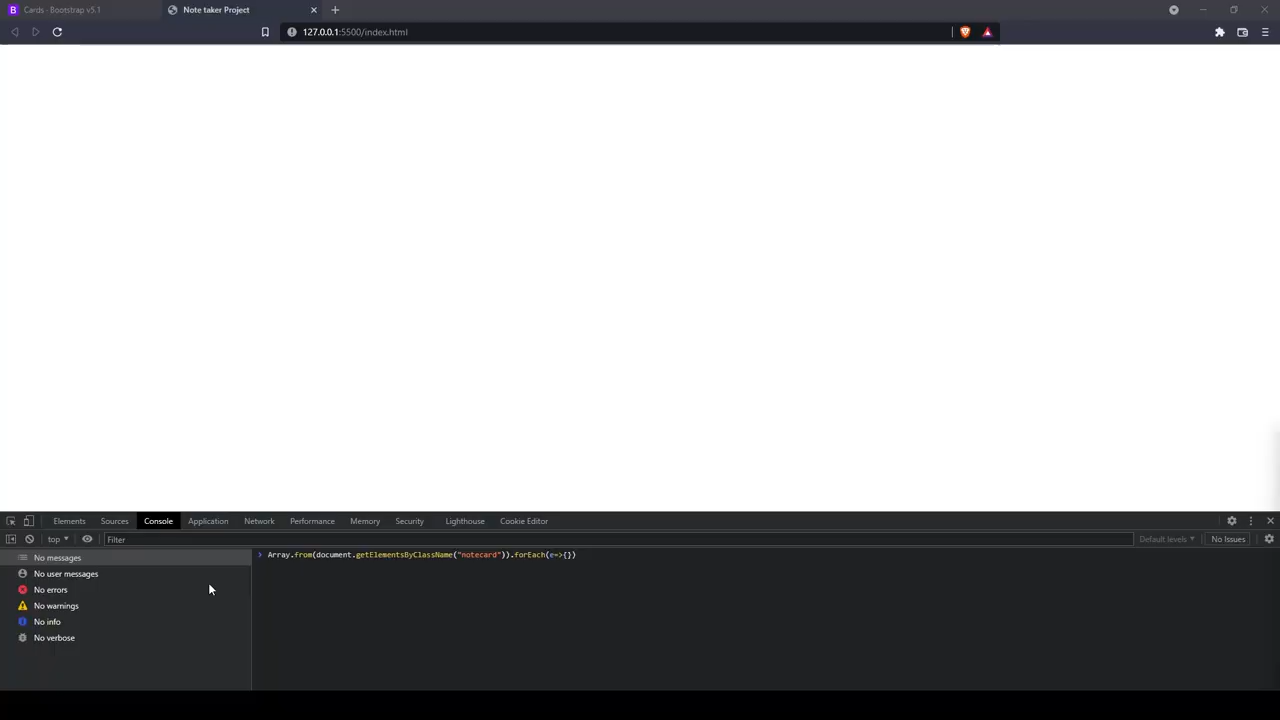 Cards · Bootstrap v5.1
Note taker Project
127.0.0.1:5500/index.html
Elements
Sources
Console
Application
Network
Performance
Memory
Security
Lighthouse
Cookie Editor
top
Filter
Default levels
No Issues
No messages
No user messages
No errors
No warnings
No info
No verbose
Array.from(document.getElementsByClassName("notecard")).forEach(e=>{})